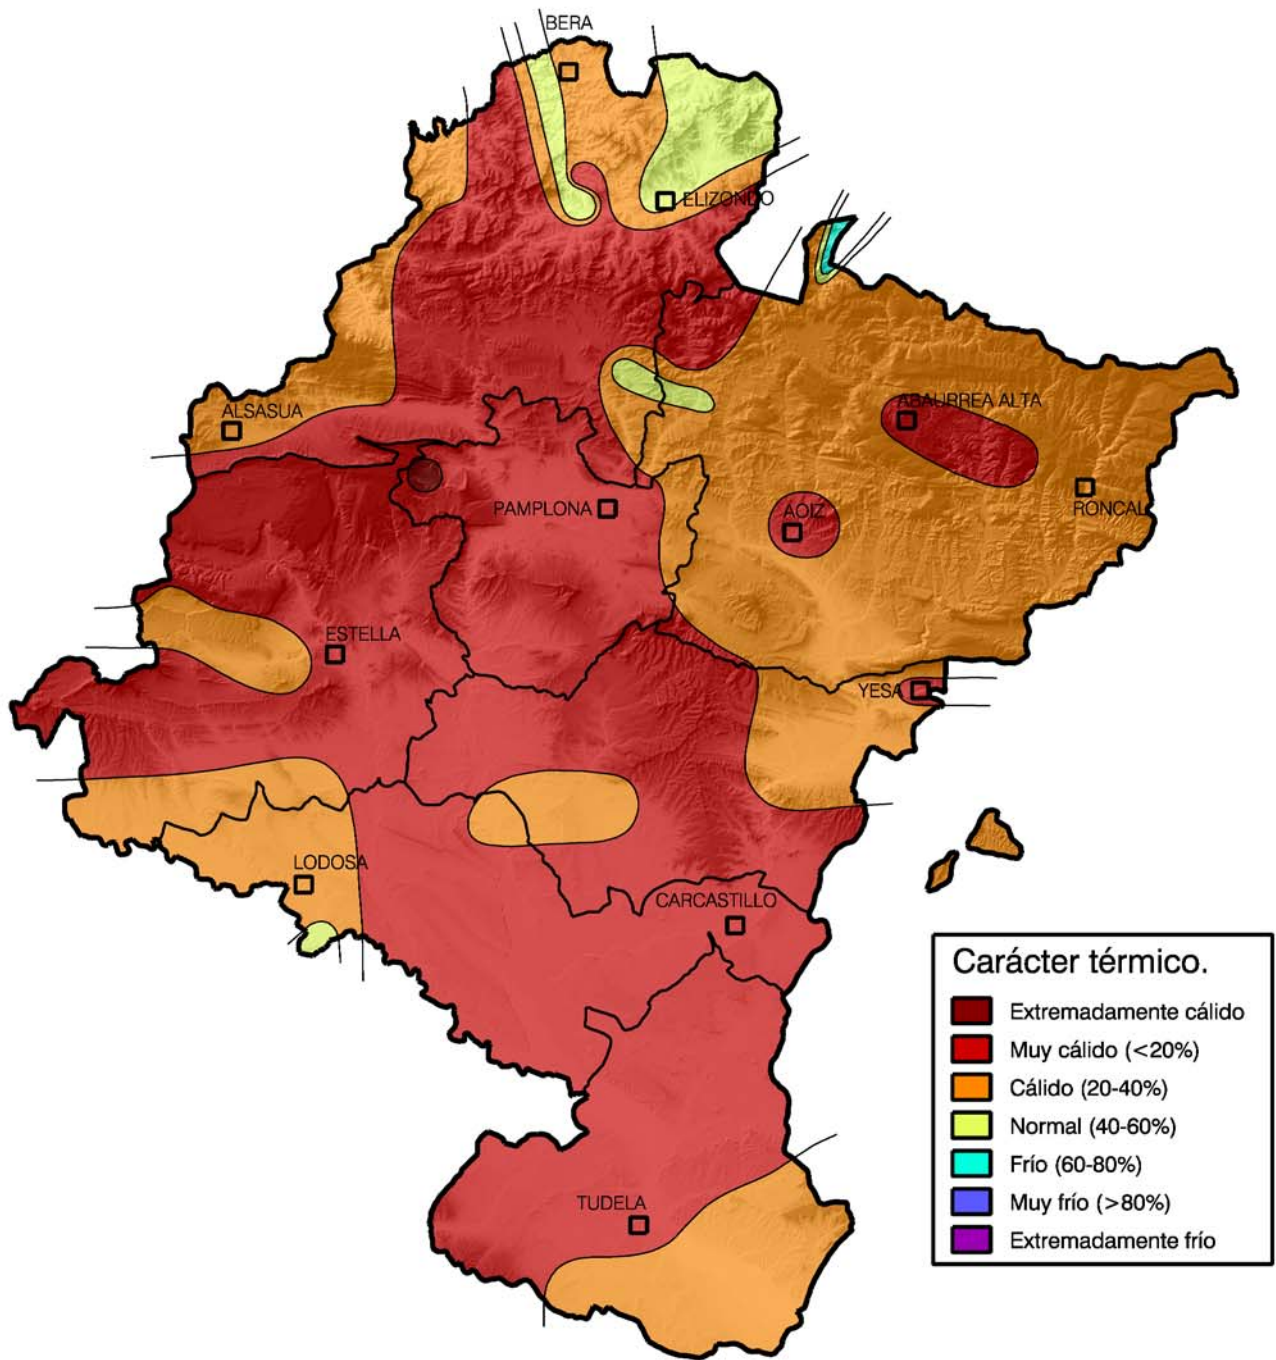 BERA
ELIZONDO
ALSASUA
ABAURREA ALTA
PAMPLONA
AOIZ
RONCAL
ESTELLA
YESA
LODOSA
CARCASTILLO
TUDELA
Carácter térmico.
Extremadamente cálido
Muy cálido (<20%)
Cálido (20-40%)
Normal (40-60%)
Frío (60-80%)
Muy frío (>80%)
Extremadamente frío